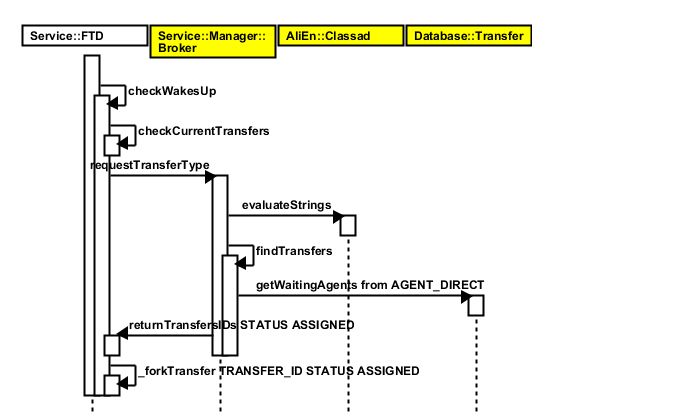 Service::FTD
Service::Manager::
Broker
AliEn::Classad
Database::Transfer
checkWakesUp
checkCurrentTransfers
requestTransferType
evaluateStrings
findTransfers
getWaitingAgents from AGENT_DIRECT
returnTransfersIDs STATUS ASSIGNED
_forkTransfer TRANSFER_ID STATUS ASSIGNED